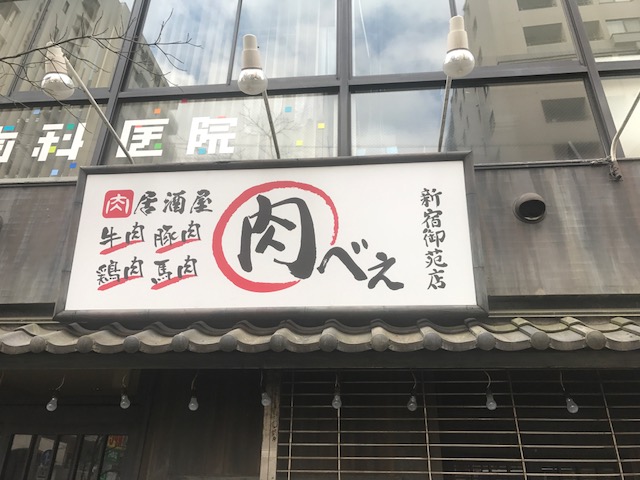 歯科医院
肉居酒屋
牛肉 豚肉
鶏肉 馬肉
肉べえ
新宿御苑店